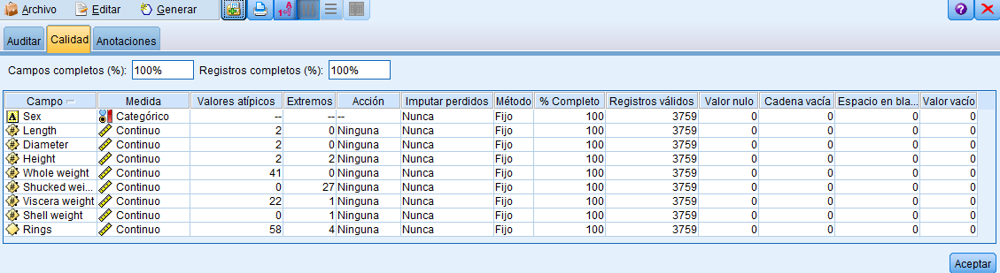 Archivo Editar Generar
Auditar Calidad Anotaciones
Campos completos (%): 100% Registros completos (%): 100%
Campo Medida Valores atípicos Extremos Acción Imputar perdidos Método % Completo Registros válidos Valor nulo Cadena vacía Espacio en bla... Valor vacío
Sex Categórico -- -- -- Nunca Fijo 100 3759 0 0 0 0
Length Continuo 2 0 Ninguna Nunca Fijo 100 3759 0 0 0 0
Diameter Continuo 2 0 Ninguna Nunca Fijo 100 3759 0 0 0 0
Height Continuo 2 2 Ninguna Nunca Fijo 100 3759 0 0 0 0
Whole weight Continuo 41 0 Ninguna Nunca Fijo 100 3759 0 0 0 0
Shucked wei... Continuo 0 27 Ninguna Nunca Fijo 100 3759 0 0 0 0
Viscera weight Continuo 22 1 Ninguna Nunca Fijo 100 3759 0 0 0 0
Shell weight Continuo 0 1 Ninguna Nunca Fijo 100 3759 0 0 0 0
Rings Continuo 58 4 Ninguna Nunca Fijo 100 3759 0 0 0 0
Aceptar